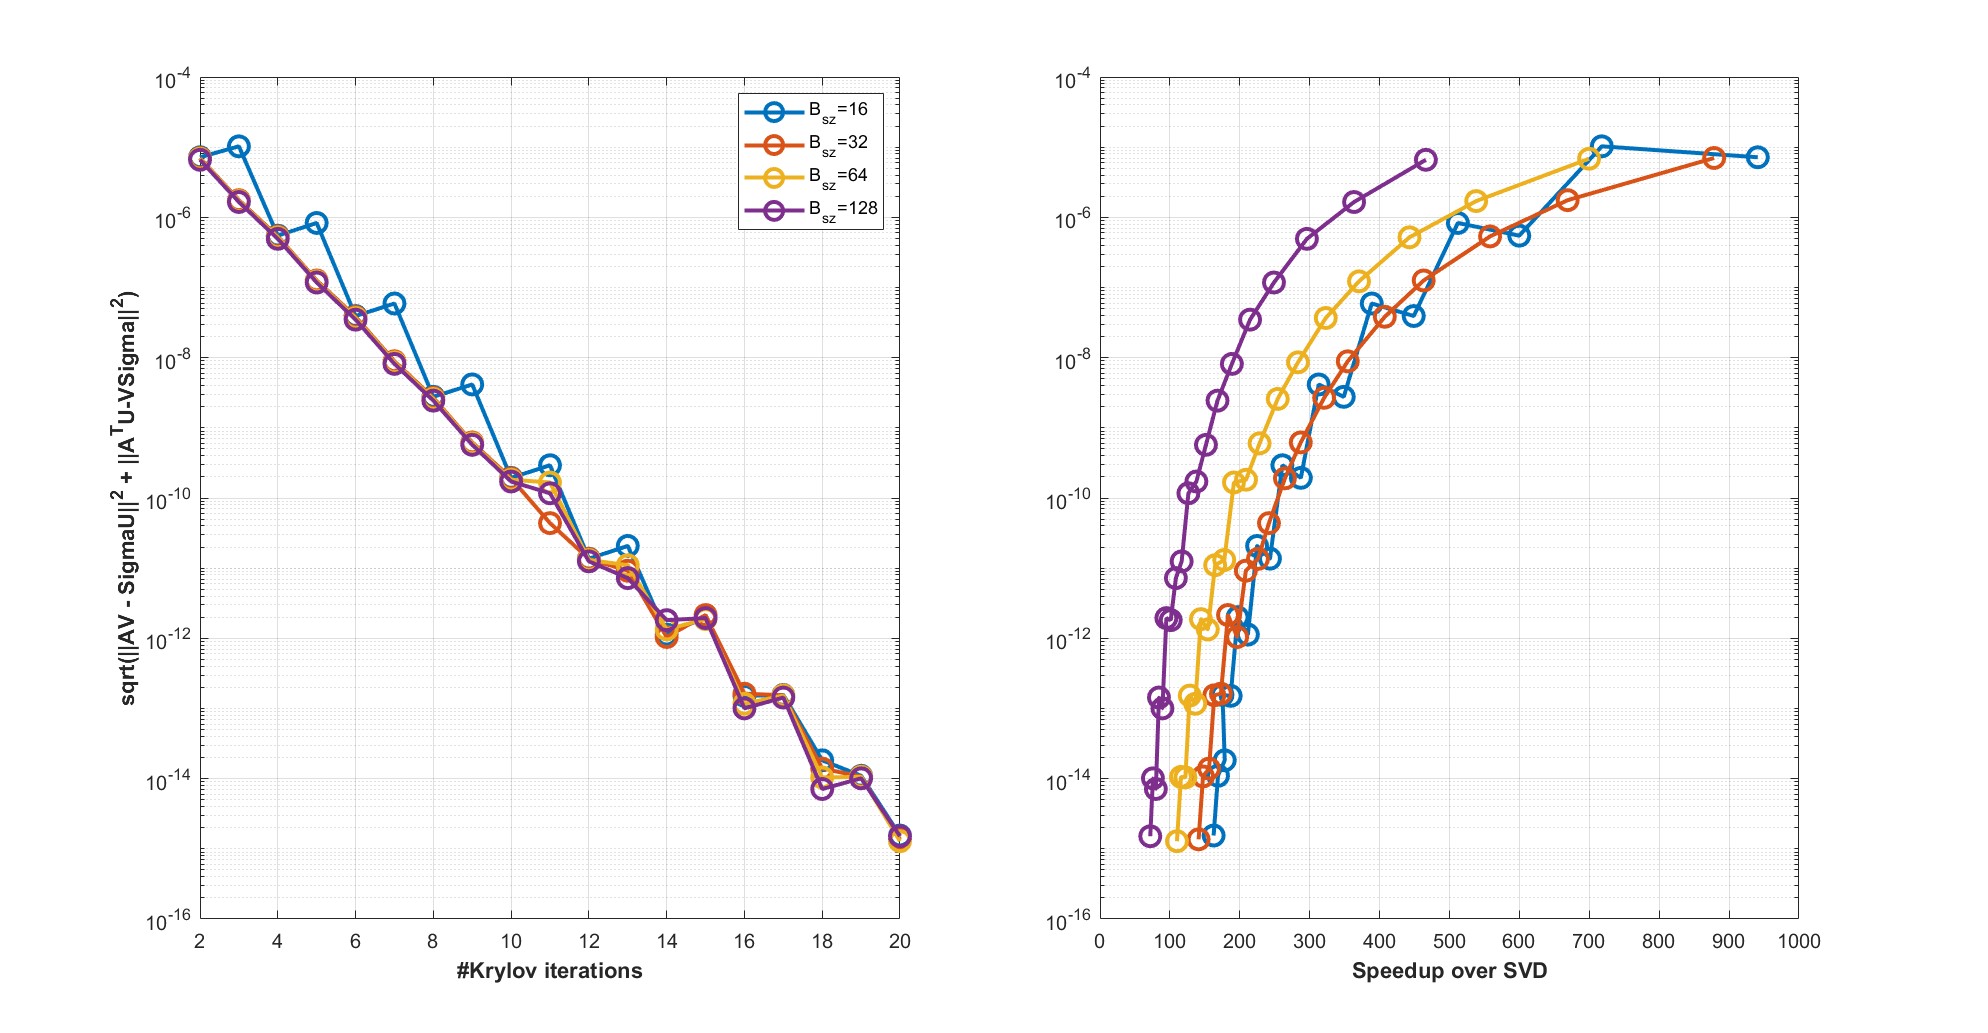 sqrt(||AV - SigmaU||^2 + ||A^TU-VSigma||^2)
10^-4
10^-6
10^-8
10^-10
10^-12
10^-14
10^-16
2 4 6 8 10 12 14 16 18 20
#Krylov iterations
B_sz=16
B_sz=32
B_sz=64
B_sz=128
10^-4
10^-6
10^-8
10^-10
10^-12
10^-14
10^-16
0 100 200 300 400 500 600 700 800 900 1000
Speedup over SVD